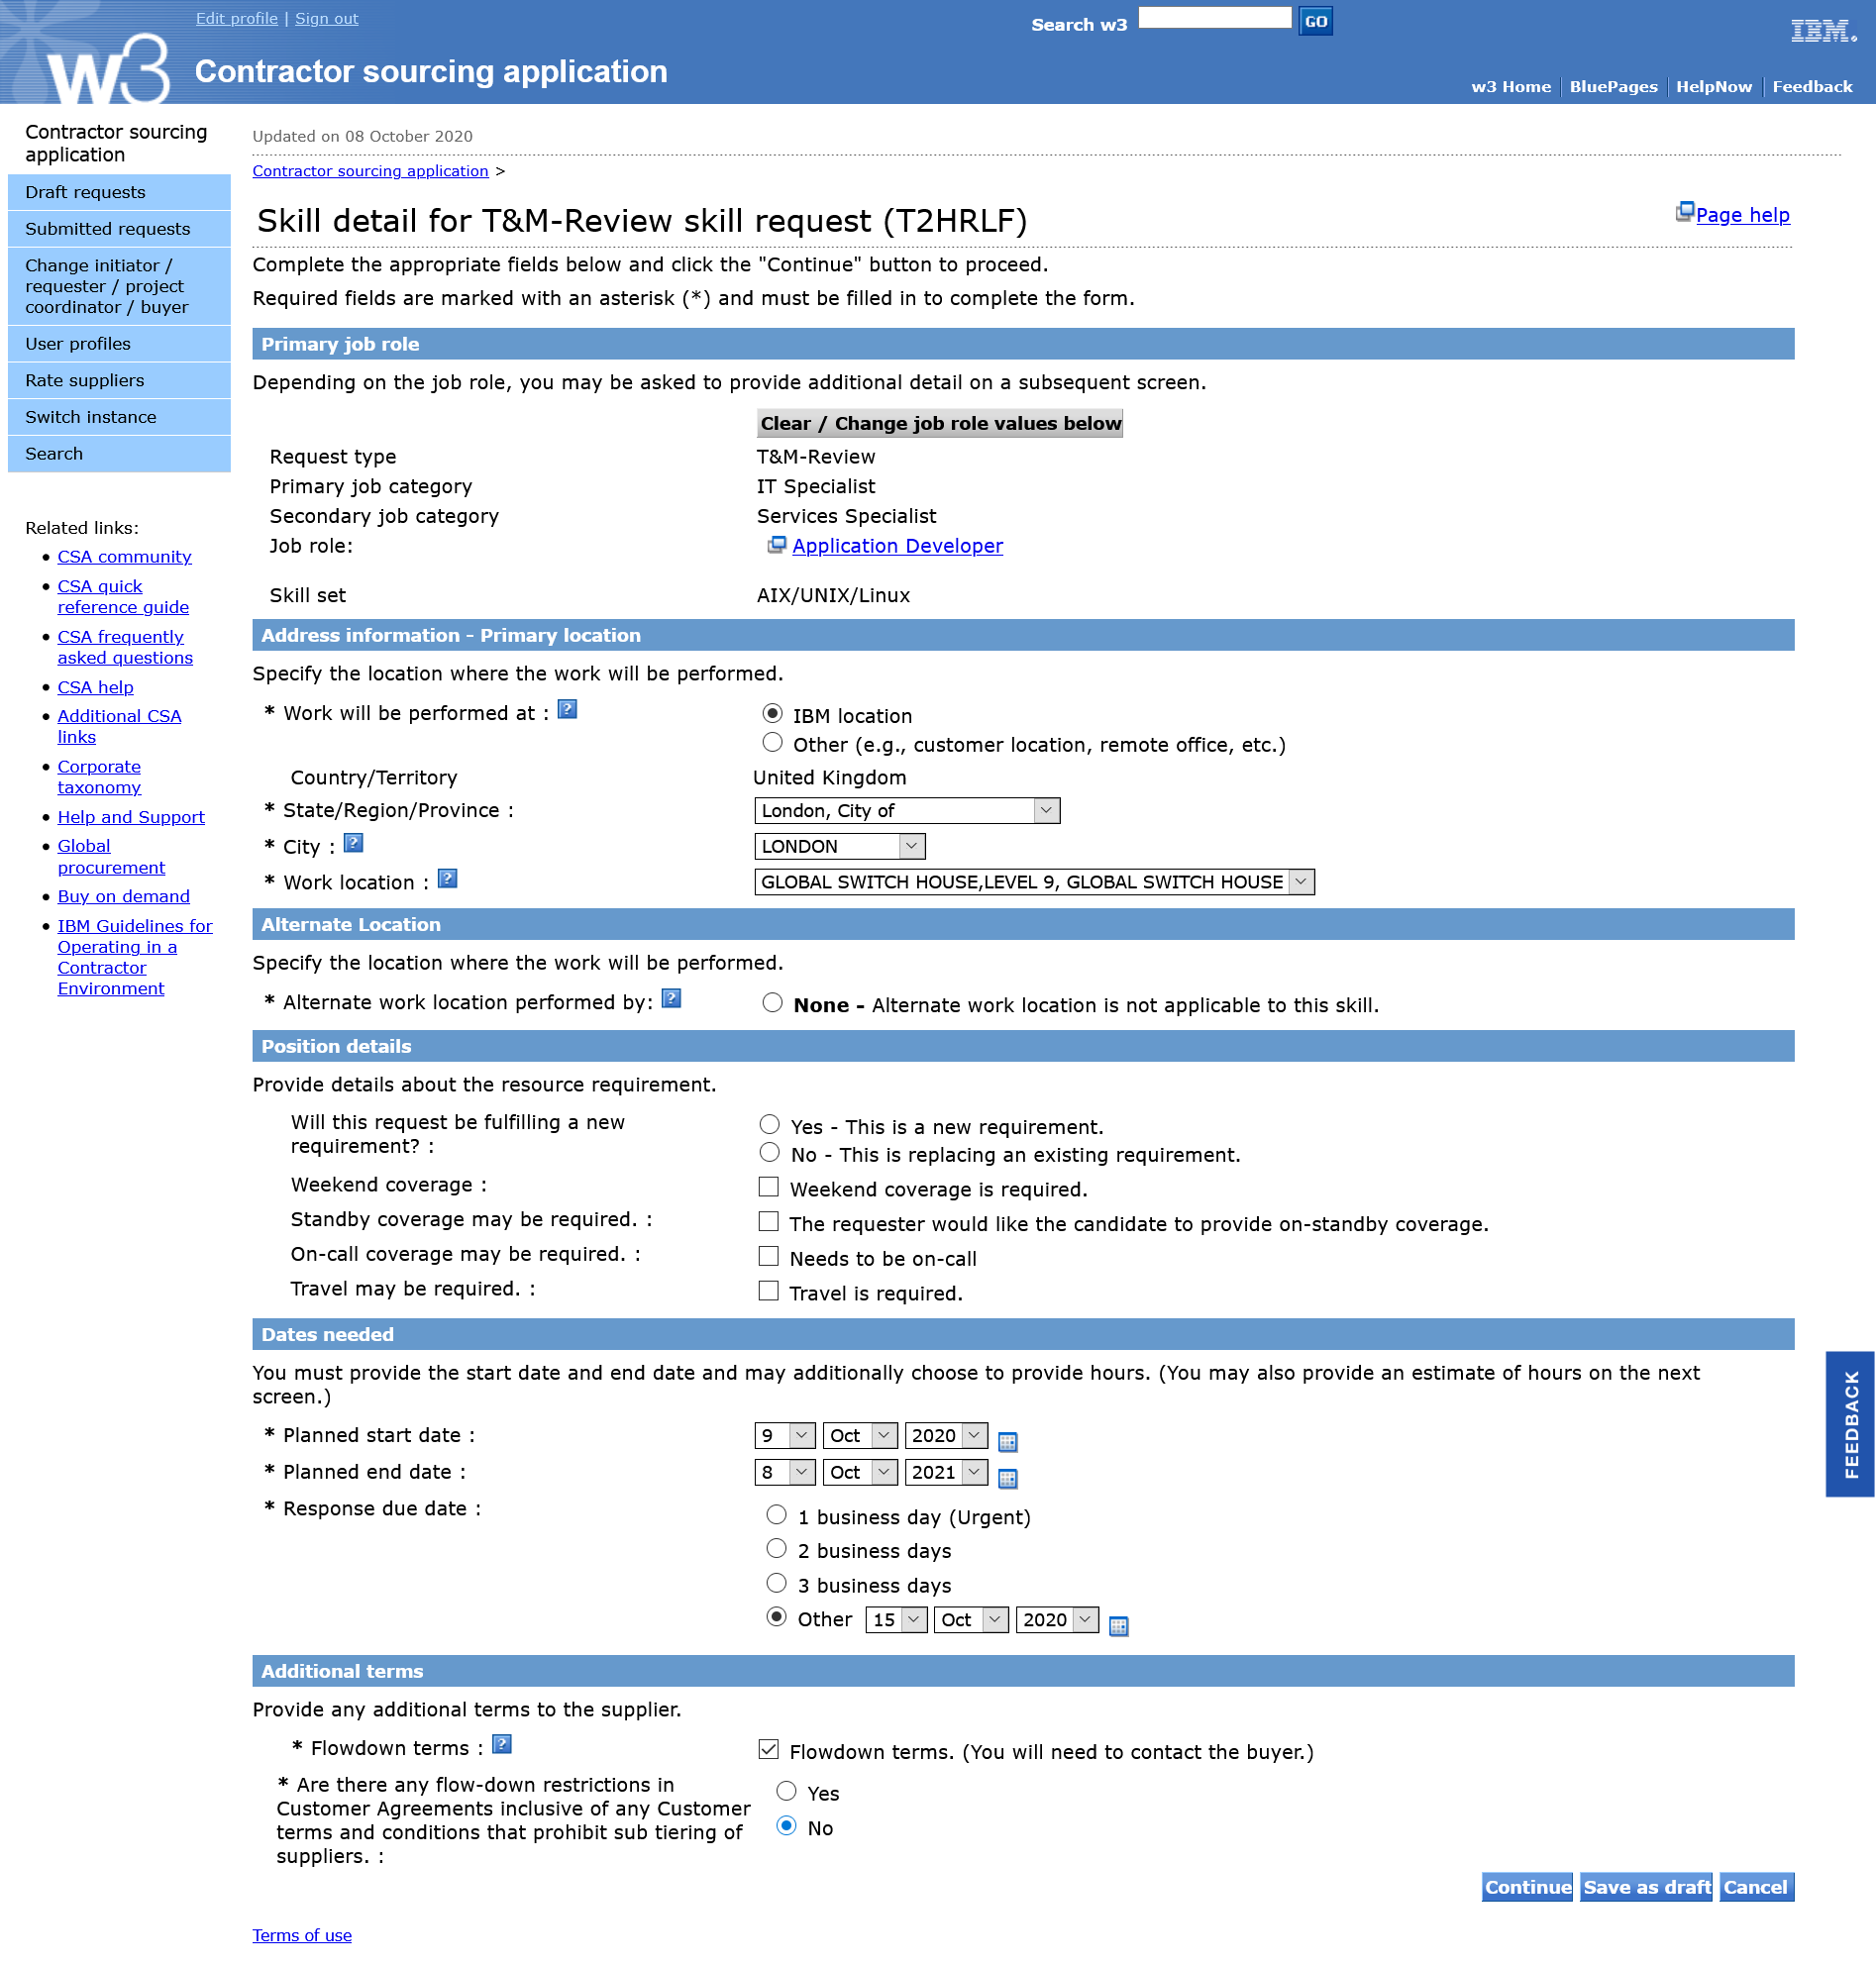 Edit profile | Sign out
Search w3 GO
IBM.
w3 Contractor sourcing application
w3 Home BluePages HelpNow Feedback
Contractor sourcing
application
Draft requests
Submitted requests
Change initiator /
requester / project
coordinator / buyer
User profiles
Rate suppliers
Switch instance
Search
Related links:
CSA community
CSA quick
reference guide
CSA frequently
asked questions
CSA help
Additional CSA
links
Corporate
taxonomy
Help and Support
Global
procurement
Buy on demand
IBM Guidelines for
Operating in a
Contractor
Environment
Updated on 08 October 2020
Contractor sourcing application >
Skill detail for T&M-Review skill request (T2HRLF)
Page help
Complete the appropriate fields below and click the "Continue" button to proceed.
Required fields are marked with an asterisk (*) and must be filled in to complete the form.
Primary job role
Depending on the job role, you may be asked to provide additional detail on a subsequent screen.
Clear / Change job role values below
Request type T&M-Review
Primary job category IT Specialist
Secondary job category Services Specialist
Job role: Application Developer
Skill set AIX/UNIX/Linux
Address information - Primary location
Specify the location where the work will be performed.
* Work will be performed at : ? IBM location
Other (e.g., customer location, remote office, etc.)
Country/Territory United Kingdom
* State/Region/Province : London, City of
* City : ? LONDON
* Work location : ? GLOBAL SWITCH HOUSE,LEVEL 9, GLOBAL SWITCH HOUSE
Alternate Location
Specify the location where the work will be performed.
* Alternate work location performed by: ? None - Alternate work location is not applicable to this skill.
Position details
Provide details about the resource requirement.
Will this request be fulfilling a new
requirement? :
Yes - This is a new requirement.
No - This is replacing an existing requirement.
Weekend coverage : Weekend coverage is required.
Standby coverage may be required. : The requester would like the candidate to provide on-standby coverage.
On-call coverage may be required. : Needs to be on-call
Travel may be required. : Travel is required.
Dates needed
You must provide the start date and end date and may additionally choose to provide hours. (You may also provide an estimate of hours on the next
screen.)
* Planned start date : 9 Oct 2020
* Planned end date : 8 Oct 2021
* Response due date : 1 business day (Urgent)
2 business days
3 business days
Other 15 Oct 2020
Additional terms
Provide any additional terms to the supplier.
* Flowdown terms : ? Flowdown terms. (You will need to contact the buyer.)
* Are there any flow-down restrictions in
Customer Agreements inclusive of any Customer
terms and conditions that prohibit sub tiering of
suppliers. :
Yes
No
Continue Save as draft Cancel
Terms of use
FEEDBACK